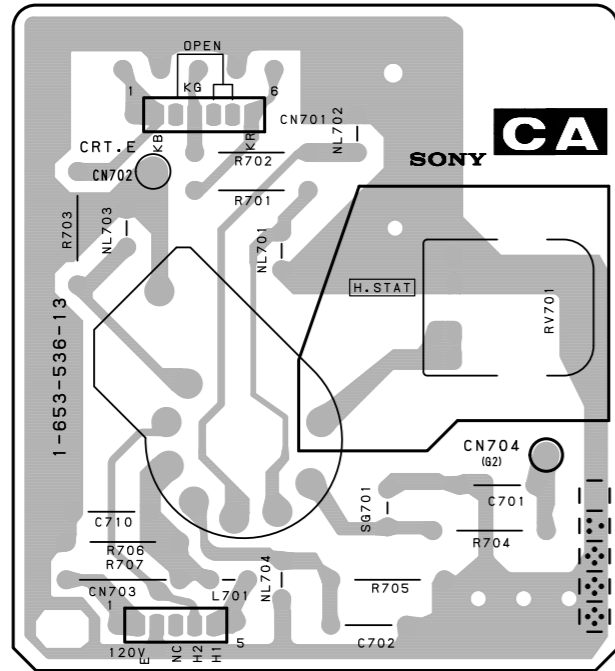 OPEN
1 KG 6
CN701
NL702
CA
SONY
CRT.E
KB
KR
CN702
R702
R701
R703
NL703
NL701
H.STAT
RV701
1-653-536-13
CN704
(G2)
C710
SG701
C701
R706
R707
R704
CN703
L701
NL704
R705
1
5
C702
120V
E
NC
H2
H1